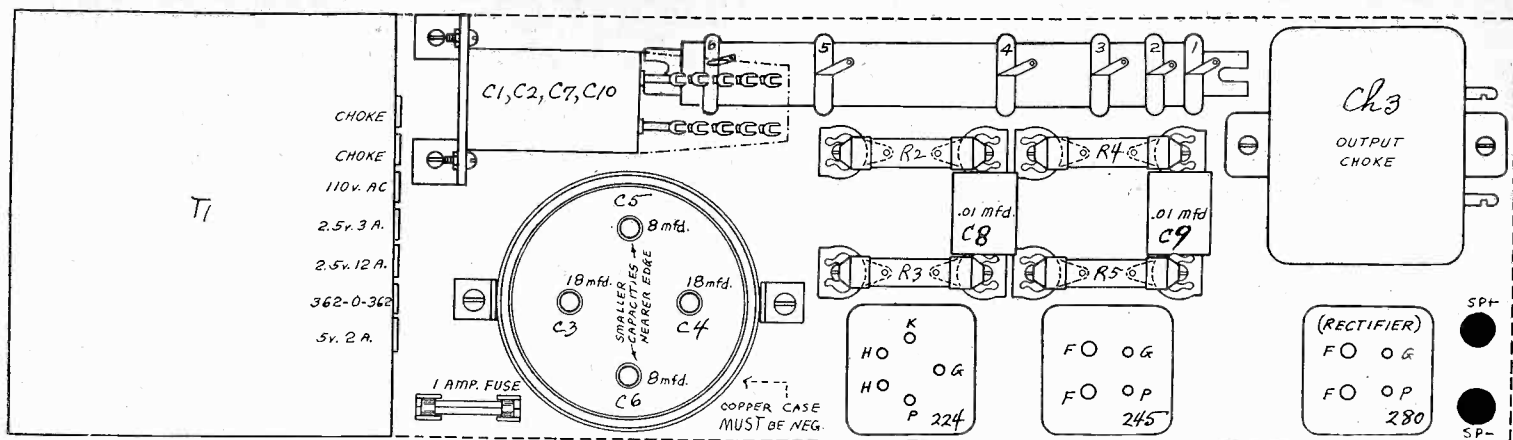 T1
CHOKE
CHOKE
110 v. AC
2.5v. 3 A.
2.5v. 12 A.
362-0-362
5v. 2 A.
C1, C2, C7, C10
6
5
4
3
2
1
Ch3
OUTPUT
CHOKE
R2
R4
.01 mfd.
C8
.01 mfd
C9
R3
R5
C5
8 mfd.
18 mfd.
C3
SMALLER
CAPACITIES
NEARER EDGE
18 mfd.
C4
8 mfd.
C6
1 AMP. FUSE
COPPER CASE
MUST BE NEG.
K
H
G
H
P
224
F
G
F
P
245
(RECTIFIER)
F
G
F
P
280
SP+
SP-